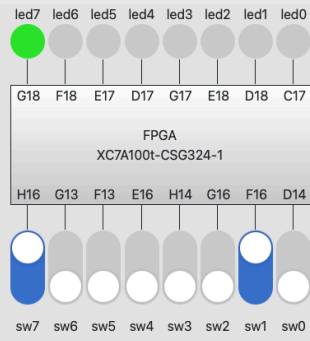 led7 led6 led5 led4 led3 led2 led1 led0
G18 F18 E17 D17 G17 E18 D18 C17
FPGA
XC7A100t-CSG324-1
H16 G13 F13 E16 H14 G16 F16 D14
sw7 sw6 sw5 sw4 sw3 sw2 sw1 sw0